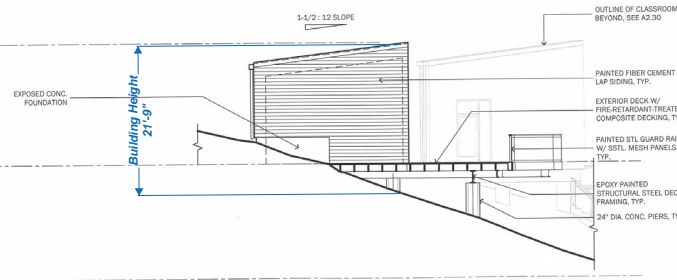 1-1/2 : 12 SLOPE
OUTLINE OF CLASSROOM
BEYOND, SEE A2.30
PAINTED FIBER CEMENT
LAP SIDING, TYP.
EXPOSED CONC.
FOUNDATION
Building Height
21'-9"
EXTERIOR DECK W/
FIRE-RETARDANT-TREATE
COMPOSITE DECKING, TY
PAINTED STL GUARD RAI
W/ SSTL. MESH PANELS,
TYP.
EPOXY PAINTED
STRUCTURAL STEEL DEC
FRAMING, TYP.
24" DIA. CONC. PIERS, TY